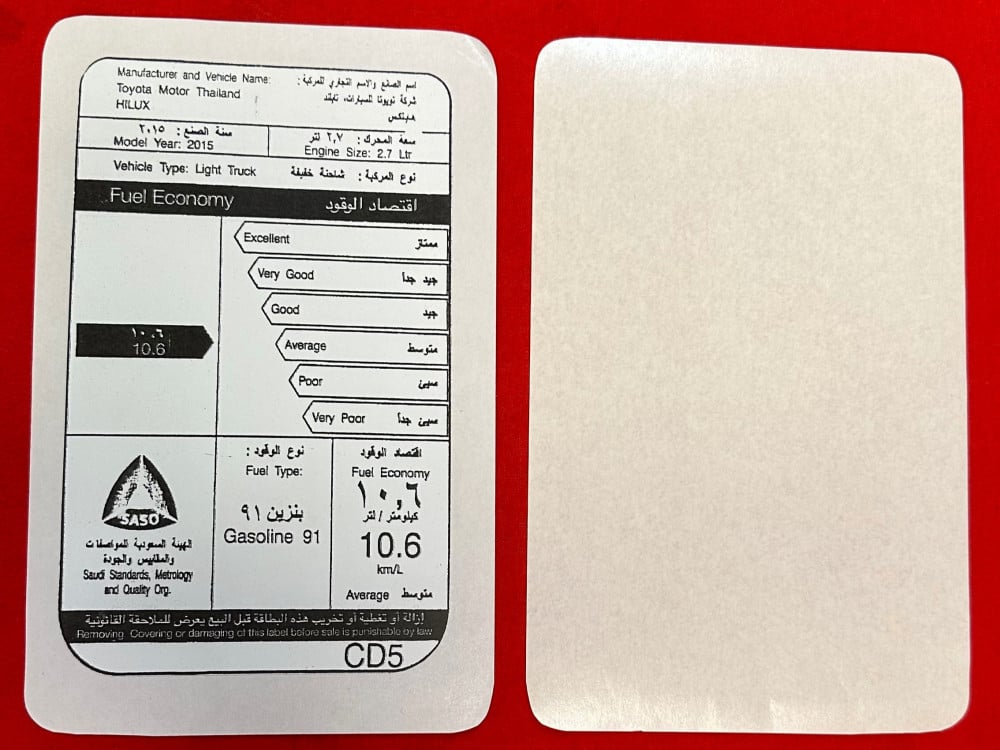 Manufacturer and Vehicle Name:
اسم الصانع والاسم التجاري للمركبة :
Toyota Motor Thailand
شركة تويوتا للسيارات، تايلند
HILUX
هيلكس
سنة الصنع : ٢٠١٥
Model Year: 2015
سعة المحرك : ٢,٧ لتر
Engine Size: 2.7 Ltr
Vehicle Type: Light Truck
نوع المركبة : شاحنة خفيفة
Fuel Economy
اقتصاد الوقود
Excellent ممتاز
Very Good جيد جداً
Good جيد
١٠,٦
10.6
Average متوسط
Poor سيئ
Very Poor سيئ جداً
SASO
الهيئة السعودية للمواصفات
والمقاييس والجودة
Saudi Standards, Metrology
and Quality Org.
نوع الوقود :
Fuel Type:
بنزين ٩١
Gasoline 91
اقتصاد الوقود
Fuel Economy
١٠,٦
كيلومتر / لتر
10.6
km/L
Average متوسط
إزالة أو تغطية أو تخريب هذه البطاقة قبل البيع يعرض للملاحقة القانونية
Removing, Covering or damaging of this label before sale is punishable by law
CD5